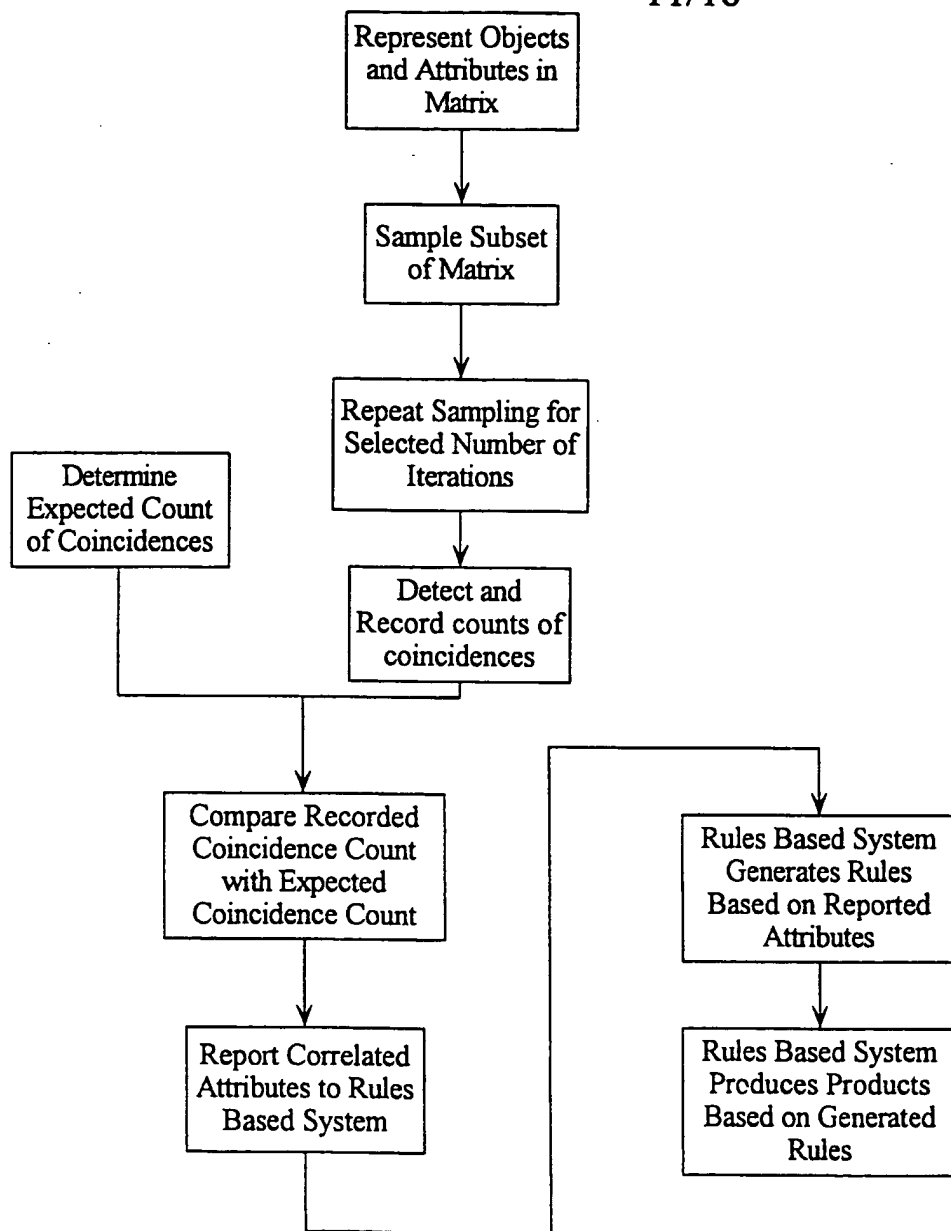 Represent Objects
and Attributes in
Matrix
Sample Subset
of Matrix
Repeat Sampling for
Selected Number of
Iterations
Determine
Expected Count
of Coincidences
Detect and
Record counts of
coincidences
Compare Recorded
Coincidence Count
with Expected
Coincidence Count
Report Correlated
Attributes to Rules
Based System
Rules Based System
Generates Rules
Based on Reported
Attributes
Rules Based System
Produces Products
Based on Generated
Rules